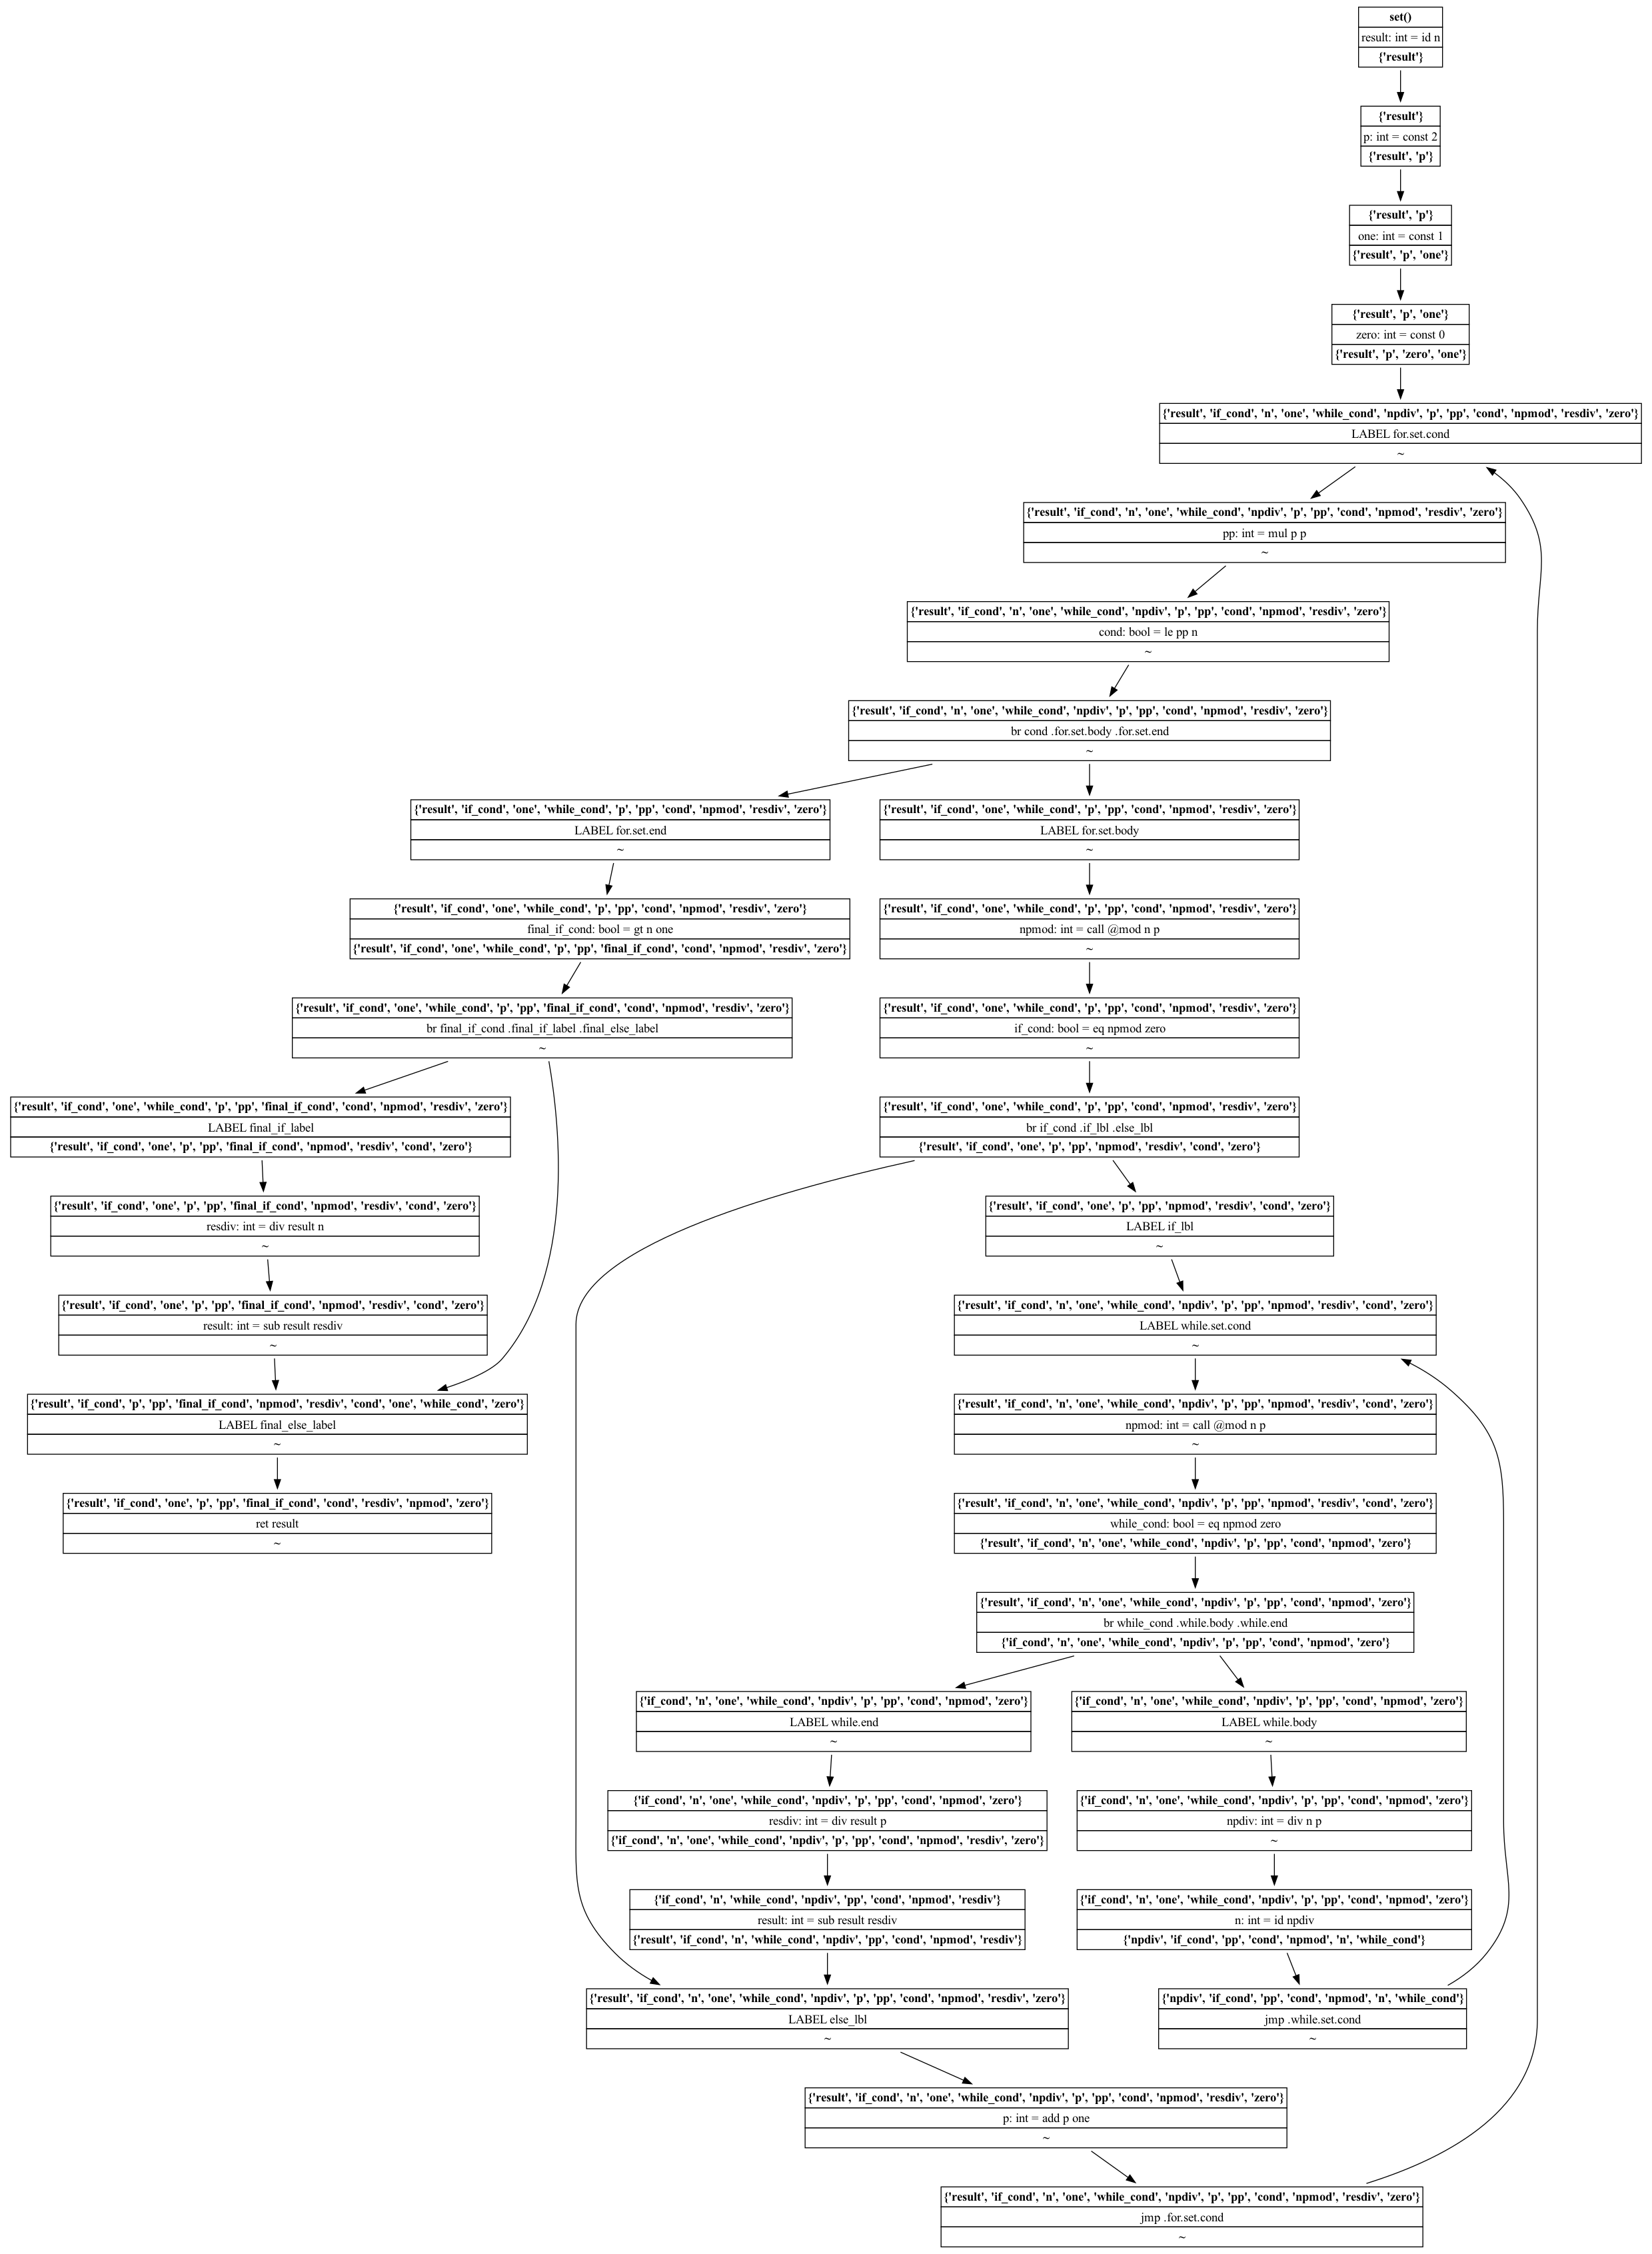 set()
result: int = id n
{'result'}
{'result'}
p: int = const 2
{'result', 'p'}
{'result', 'p'}
one: int = const 1
{'result', 'p', 'one'}
{'result', 'p', 'one'}
zero: int = const 0
{'result', 'p', 'zero', 'one'}
{'result', 'if_cond', 'n', 'one', 'while_cond', 'npdiv', 'p', 'pp', 'cond', 'npmod', 'resdiv', 'zero'}
LABEL for.set.cond
~
{'result', 'if_cond', 'n', 'one', 'while_cond', 'npdiv', 'p', 'pp', 'cond', 'npmod', 'resdiv', 'zero'}
pp: int = mul p p
~
{'result', 'if_cond', 'n', 'one', 'while_cond', 'npdiv', 'p', 'pp', 'cond', 'npmod', 'resdiv', 'zero'}
cond: bool = le pp n
~
{'result', 'if_cond', 'n', 'one', 'while_cond', 'npdiv', 'p', 'pp', 'cond', 'npmod', 'resdiv', 'zero'}
br cond .for.set.body .for.set.end
~
{'result', 'if_cond', 'one', 'while_cond', 'p', 'pp', 'cond', 'npmod', 'resdiv', 'zero'}
LABEL for.set.end
~
{'result', 'if_cond', 'one', 'while_cond', 'p', 'pp', 'cond', 'npmod', 'resdiv', 'zero'}
final_if_cond: bool = gt n one
{'result', 'if_cond', 'one', 'while_cond', 'p', 'pp', 'final_if_cond', 'cond', 'npmod', 'resdiv', 'zero'}
{'result', 'if_cond', 'one', 'while_cond', 'p', 'pp', 'final_if_cond', 'cond', 'npmod', 'resdiv', 'zero'}
br final_if_cond .final_if_label .final_else_label
~
{'result', 'if_cond', 'one', 'while_cond', 'p', 'pp', 'final_if_cond', 'cond', 'npmod', 'resdiv', 'zero'}
LABEL final_if_label
{'result', 'if_cond', 'one', 'p', 'pp', 'final_if_cond', 'npmod', 'resdiv', 'cond', 'zero'}
{'result', 'if_cond', 'one', 'p', 'pp', 'final_if_cond', 'npmod', 'resdiv', 'cond', 'zero'}
resdiv: int = div result n
~
{'result', 'if_cond', 'one', 'p', 'pp', 'final_if_cond', 'npmod', 'resdiv', 'cond', 'zero'}
result: int = sub result resdiv
~
{'result', 'if_cond', 'p', 'pp', 'final_if_cond', 'npmod', 'resdiv', 'cond', 'one', 'while_cond', 'zero'}
LABEL final_else_label
~
{'result', 'if_cond', 'one', 'p', 'pp', 'final_if_cond', 'cond', 'resdiv', 'npmod', 'zero'}
ret result
~
{'result', 'if_cond', 'one', 'while_cond', 'p', 'pp', 'cond', 'npmod', 'resdiv', 'zero'}
LABEL for.set.body
~
{'result', 'if_cond', 'one', 'while_cond', 'p', 'pp', 'cond', 'npmod', 'resdiv', 'zero'}
npmod: int = call @mod n p
~
{'result', 'if_cond', 'one', 'while_cond', 'p', 'pp', 'cond', 'npmod', 'resdiv', 'zero'}
if_cond: bool = eq npmod zero
~
{'result', 'if_cond', 'one', 'while_cond', 'p', 'pp', 'cond', 'npmod', 'resdiv', 'zero'}
br if_cond .if_lbl .else_lbl
{'result', 'if_cond', 'one', 'p', 'pp', 'npmod', 'resdiv', 'cond', 'zero'}
{'result', 'if_cond', 'one', 'p', 'pp', 'npmod', 'resdiv', 'cond', 'zero'}
LABEL if_lbl
~
{'result', 'if_cond', 'n', 'one', 'while_cond', 'npdiv', 'p', 'pp', 'npmod', 'resdiv', 'cond', 'zero'}
LABEL while.set.cond
~
{'result', 'if_cond', 'n', 'one', 'while_cond', 'npdiv', 'p', 'pp', 'npmod', 'resdiv', 'cond', 'zero'}
npmod: int = call @mod n p
~
{'result', 'if_cond', 'n', 'one', 'while_cond', 'npdiv', 'p', 'pp', 'npmod', 'resdiv', 'cond', 'zero'}
while_cond: bool = eq npmod zero
{'result', 'if_cond', 'n', 'one', 'while_cond', 'npdiv', 'p', 'pp', 'cond', 'npmod', 'zero'}
{'result', 'if_cond', 'n', 'one', 'while_cond', 'npdiv', 'p', 'pp', 'cond', 'npmod', 'zero'}
br while_cond .while.body .while.end
{'if_cond', 'n', 'one', 'while_cond', 'npdiv', 'p', 'pp', 'cond', 'npmod', 'zero'}
{'if_cond', 'n', 'one', 'while_cond', 'npdiv', 'p', 'pp', 'cond', 'npmod', 'zero'}
LABEL while.end
~
{'if_cond', 'n', 'one', 'while_cond', 'npdiv', 'p', 'pp', 'cond', 'npmod', 'zero'}
resdiv: int = div result p
{'if_cond', 'n', 'one', 'while_cond', 'npdiv', 'p', 'pp', 'cond', 'npmod', 'resdiv', 'zero'}
{'if_cond', 'n', 'while_cond', 'npdiv', 'pp', 'cond', 'npmod', 'resdiv'}
result: int = sub result resdiv
{'result', 'if_cond', 'n', 'while_cond', 'npdiv', 'pp', 'cond', 'npmod', 'resdiv'}
{'if_cond', 'n', 'one', 'while_cond', 'npdiv', 'p', 'pp', 'cond', 'npmod', 'zero'}
LABEL while.body
~
{'if_cond', 'n', 'one', 'while_cond', 'npdiv', 'p', 'pp', 'cond', 'npmod', 'zero'}
npdiv: int = div n p
~
{'if_cond', 'n', 'one', 'while_cond', 'npdiv', 'p', 'pp', 'cond', 'npmod', 'zero'}
n: int = id npdiv
{'npdiv', 'if_cond', 'pp', 'cond', 'npmod', 'n', 'while_cond'}
{'npdiv', 'if_cond', 'pp', 'cond', 'npmod', 'n', 'while_cond'}
jmp .while.set.cond
~
{'result', 'if_cond', 'n', 'one', 'while_cond', 'npdiv', 'p', 'pp', 'cond', 'npmod', 'resdiv', 'zero'}
LABEL else_lbl
~
{'result', 'if_cond', 'n', 'one', 'while_cond', 'npdiv', 'p', 'pp', 'cond', 'npmod', 'resdiv', 'zero'}
p: int = add p one
~
{'result', 'if_cond', 'n', 'one', 'while_cond', 'npdiv', 'p', 'pp', 'cond', 'npmod', 'resdiv', 'zero'}
jmp .for.set.cond
~